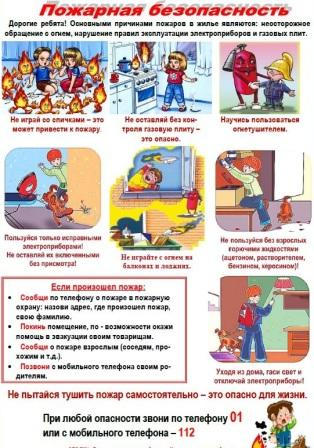 Пожарная безопасность
Дорогие ребята! Основными причинами пожаров в жилье являются: неосторожное
обращение с огнем, нарушение правил эксплуатации электроприборов и газовых плит.
Не играй со спичками – это
может привести к пожару.
Не оставляй без кон-
троля газовую плиту –
это опасно.
Научись пользоваться
огнетушителем.
Пользуйся только исправными
электроприборами!
Не оставляй их включенными
без присмотра!
Не играйте с огнем на
балконах и лоджиях.
Не пользуйся без взрослых
горючими жидкостями
(ацетоном, растворителем,
бензином, керосином)!
Если произошел пожар:
• Сообщи по телефону о пожаре в пожарную
охрану: назови адрес, где произошел пожар,
свою фамилию.
• Покинь помещение, по - возможности окажи
помощь в эвакуации своим товарищам.
• Сообщи о пожаре взрослым (соседям, про-
хожим и т.д.).
• Позвони с мобильного телефона своим ро-
дителям.
Уходя из дома, гаси свет и
отключай электроприборы!
Не пытайся тушить пожар самостоятельно – это опасно для жизни.
При любой опасности звони по телефону 01
или с мобильного телефона – 112